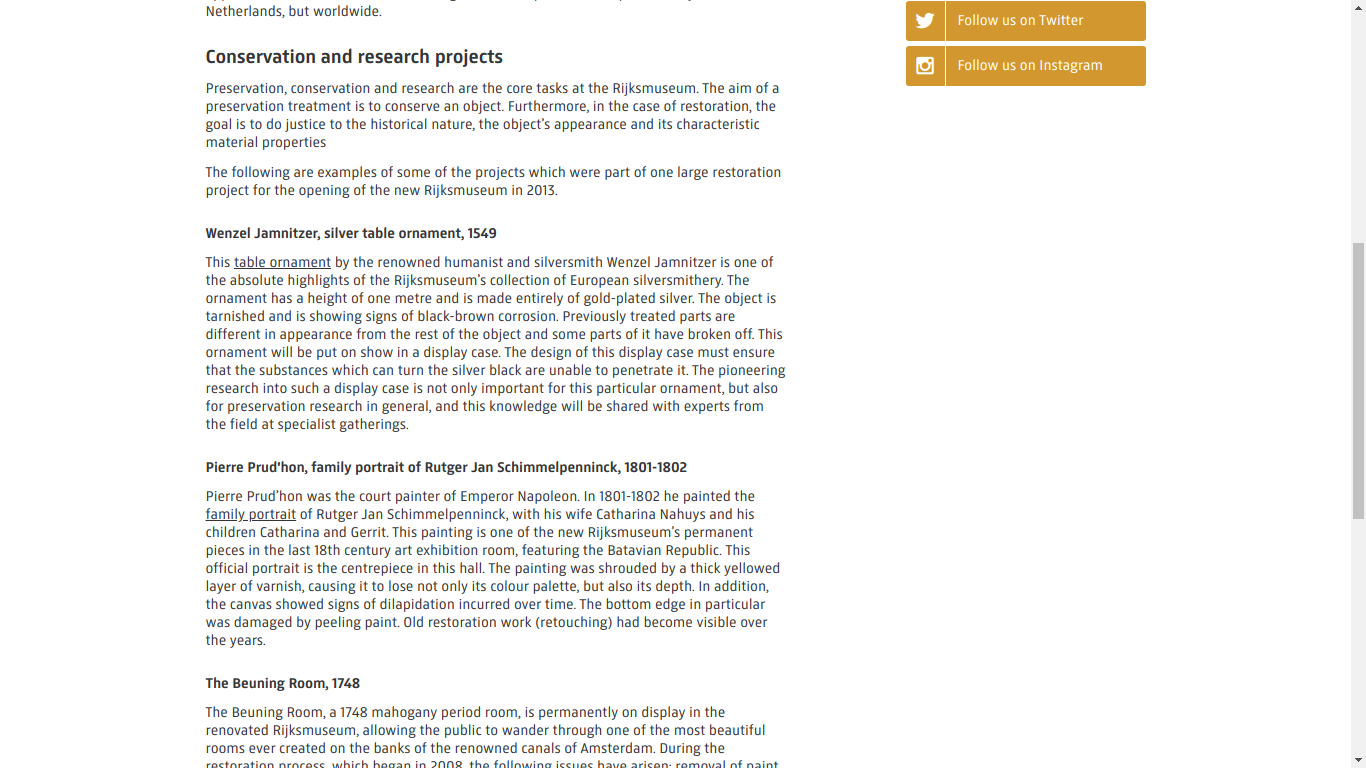 Netherlands, but worldwide.
Follow us on Twitter
Follow us on Instagram
Conservation and research projects
Preservation, conservation and research are the core tasks at the Rijksmuseum. The aim of a
preservation treatment is to conserve an object. Furthermore, in the case of restoration, the
goal is to do justice to the historical nature, the object’s appearance and its characteristic
material properties
The following are examples of some of the projects which were part of one large restoration
project for the opening of the new Rijksmuseum in 2013.
Wenzel Jamnitzer, silver table ornament, 1549
This table ornament by the renowned humanist and silversmith Wenzel Jamnitzer is one of
the absolute highlights of the Rijksmuseum’s collection of European silversmithery. The
ornament has a height of one metre and is made entirely of gold-plated silver. The object is
tarnished and is showing signs of black-brown corrosion. Previously treated parts are
different in appearance from the rest of the object and some parts of it have broken off. This
ornament will be put on show in a display case. The design of this display case must ensure
that the substances which can turn the silver black are unable to penetrate it. The pioneering
research into such a display case is not only important for this particular ornament, but also
for preservation research in general, and this knowledge will be shared with experts from
the field at specialist gatherings.
Pierre Prud'hon, family portrait of Rutger Jan Schimmelpenninck, 1801-1802
Pierre Prud’hon was the court painter of Emperor Napoleon. In 1801-1802 he painted the
family portrait of Rutger Jan Schimmelpenninck, with his wife Catharina Nahuys and his
children Catharina and Gerrit. This painting is one of the new Rijksmuseum’s permanent
pieces in the last 18th century art exhibition room, featuring the Batavian Republic. This
official portrait is the centrepiece in this hall. The painting was shrouded by a thick yellowed
layer of varnish, causing it to lose not only its colour palette, but also its depth. In addition,
the canvas showed signs of dilapidation incurred over time. The bottom edge in particular
was damaged by peeling paint. Old restoration work (retouching) had become visible over
the years.
The Beuning Room, 1748
The Beuning Room, a 1748 mahogany period room, is permanently on display in the
renovated Rijksmuseum, allowing the public to wander through one of the most beautiful
rooms ever created on the banks of the renowned canals of Amsterdam. During the
restoration process, which began in 2008, the following issues have arisen: removal of paint